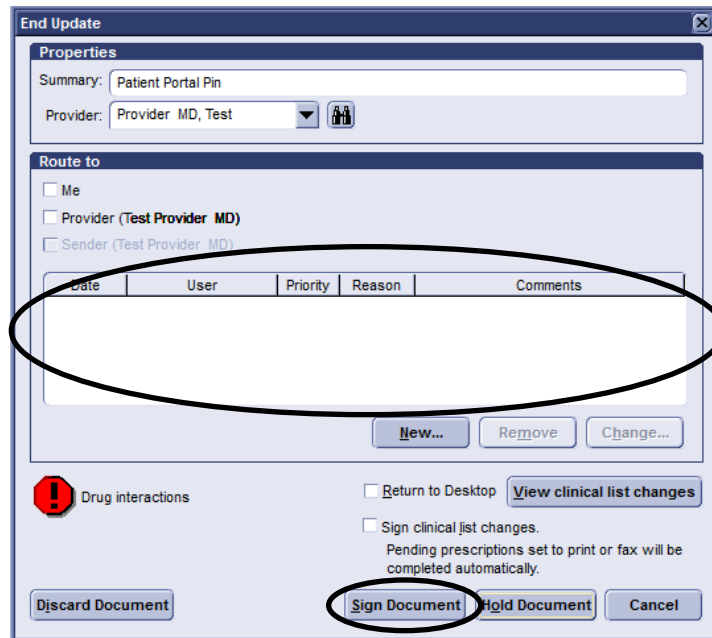 End Update
Properties
Summary: Patient Portal Pin
Provider: Provider MD, Test
Route to
Me
Provider (Test Provider MD)
Sender (Test Provider MD)
Date User Priority Reason Comments
New... Remove Change...
Drug interactions
Return to Desktop View clinical list changes
Sign clinical list changes.
Pending prescriptions set to print or fax will be
completed automatically.
Discard Document Sign Document Hold Document Cancel